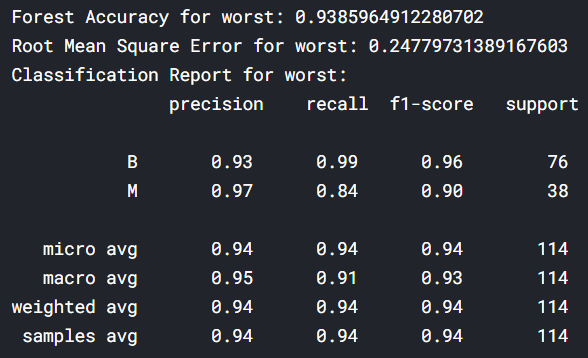 Forest Accuracy for worst: 0.9385964912280702
Root Mean Square Error for worst: 0.24779731389167603
Classification Report for worst:
precision recall f1-score support
B 0.93 0.99 0.96 76
M 0.97 0.84 0.90 38
micro avg 0.94 0.94 0.94 114
macro avg 0.95 0.91 0.93 114
weighted avg 0.94 0.94 0.94 114
samples avg 0.94 0.94 0.94 114